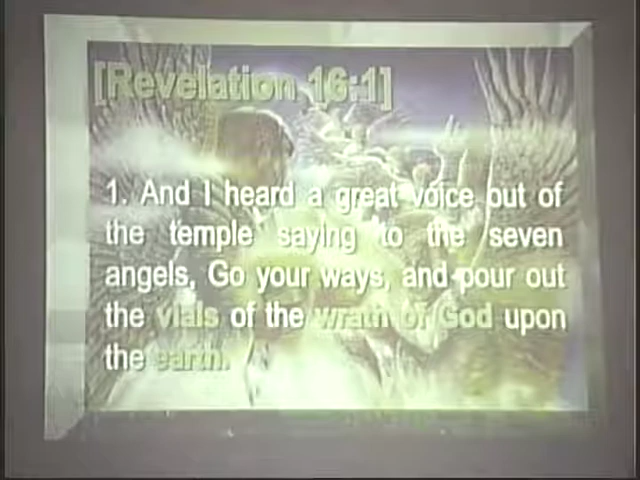 [Revelation 16:1]
1. And I heard a great voice out of
the temple saying to the seven
angels, Go your ways, and pour out
the vials of the wrath of God upon
the earth.